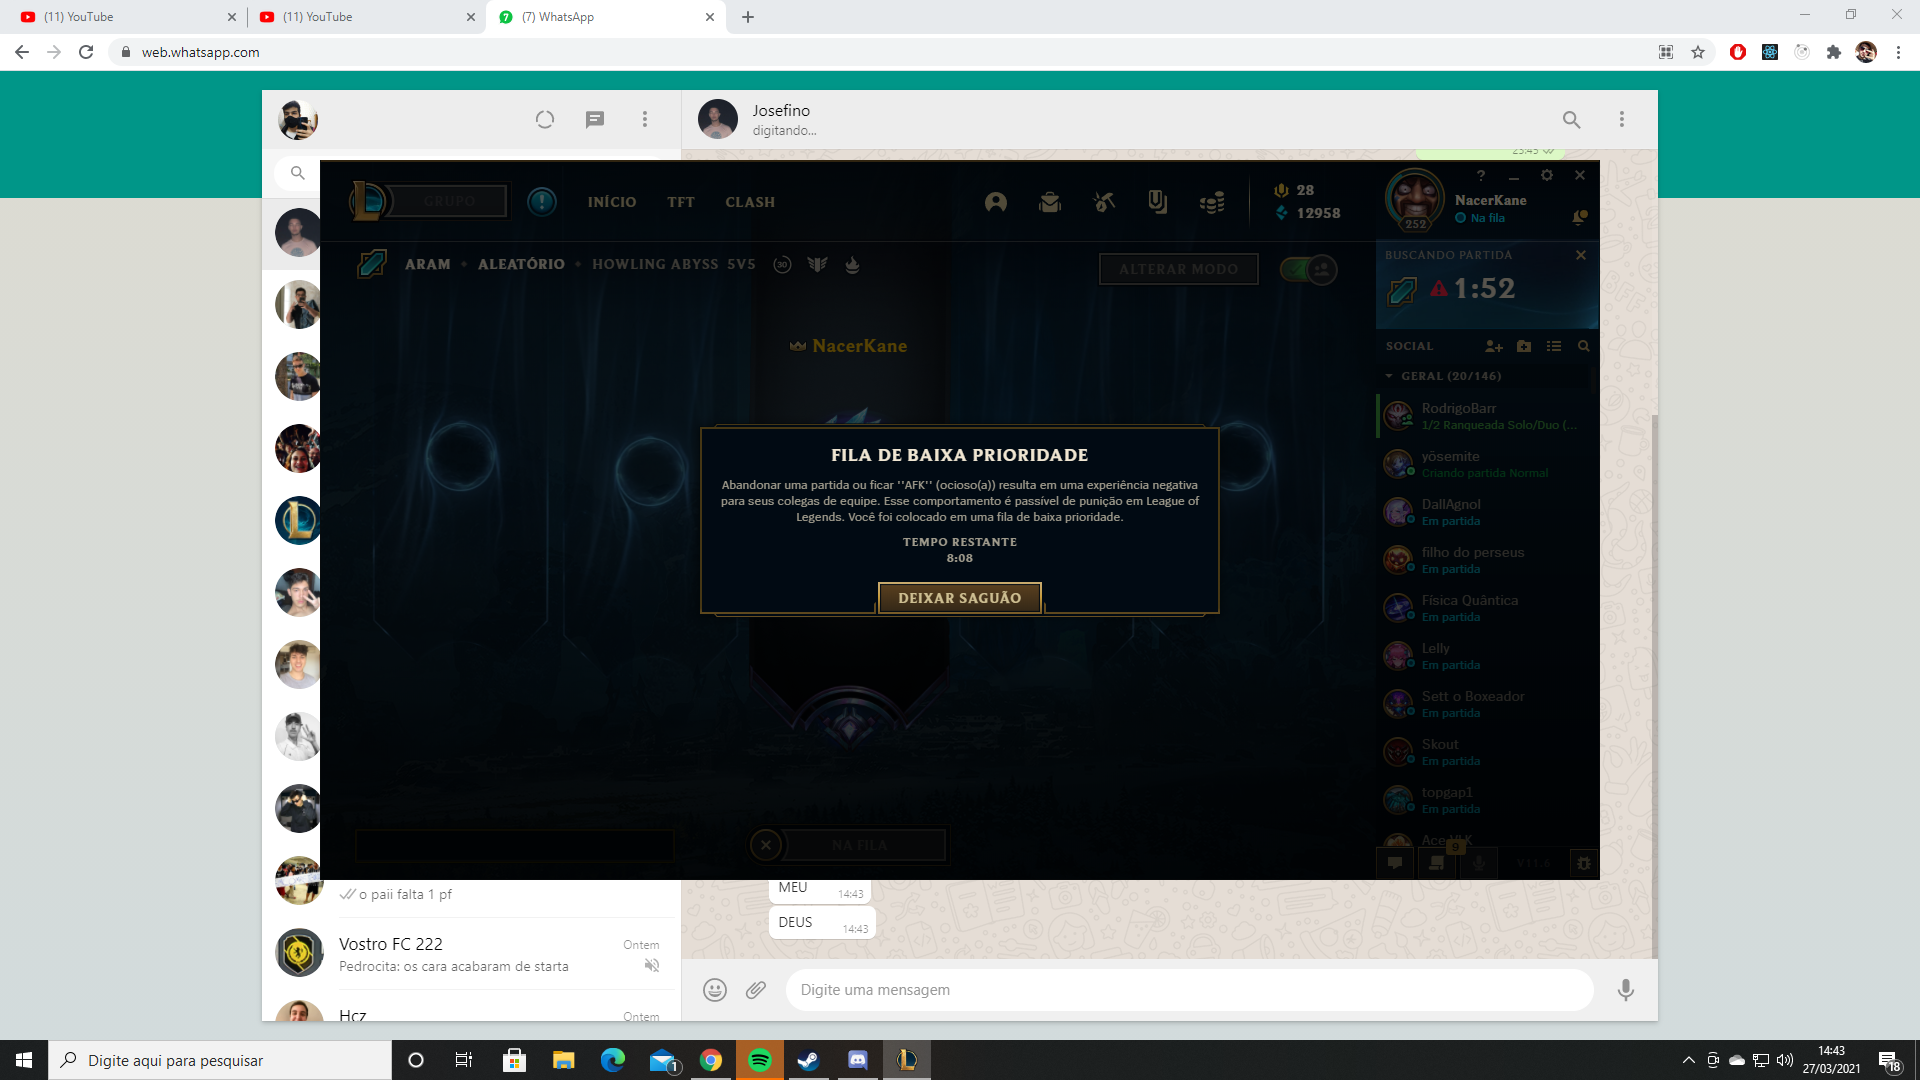 (11) YouTube
(11) YouTube
(7) WhatsApp
web.whatsapp.com
Josefino
digitando...
23:45
GRUPO
INÍCIO
TFT
CLASH
28
12958
252
NacerKane
Na fila
ARAM • ALEATÓRIO • HOWLING ABYSS 5V5
30
ALTERAR MODO
BUSCANDO PARTIDA
1:52
NacerKane
SOCIAL
GERAL (20/146)
RodrigoBarr
1/2 Ranqueada Solo/Duo (...
yösemite
Criando partida Normal
DallAgnol
Em partida
filho do perseus
Em partida
Física Quântica
Em partida
Lelly
Em partida
Sett o Boxeador
Em partida
Skout
Em partida
topgap1
Em partida
FILA DE BAIXA PRIORIDADE
Abandonar uma partida ou ficar ''AFK'' (ocioso(a)) resulta em uma experiência negativa
para seus colegas de equipe. Esse comportamento é passível de punição em League of
Legends. Você foi colocado em uma fila de baixa prioridade.
TEMPO RESTANTE
8:08
DEIXAR SAGUÃO
NA FILA
9
V11.6
o paii falta 1 pf
Vostro FC 222
Ontem
Pedrocita: os cara acabaram de starta
Hcz
Ontem
MEU
14:43
DEUS
14:43
Digite uma mensagem
Digite aqui para pesquisar
1
14:43
27/03/2021
18